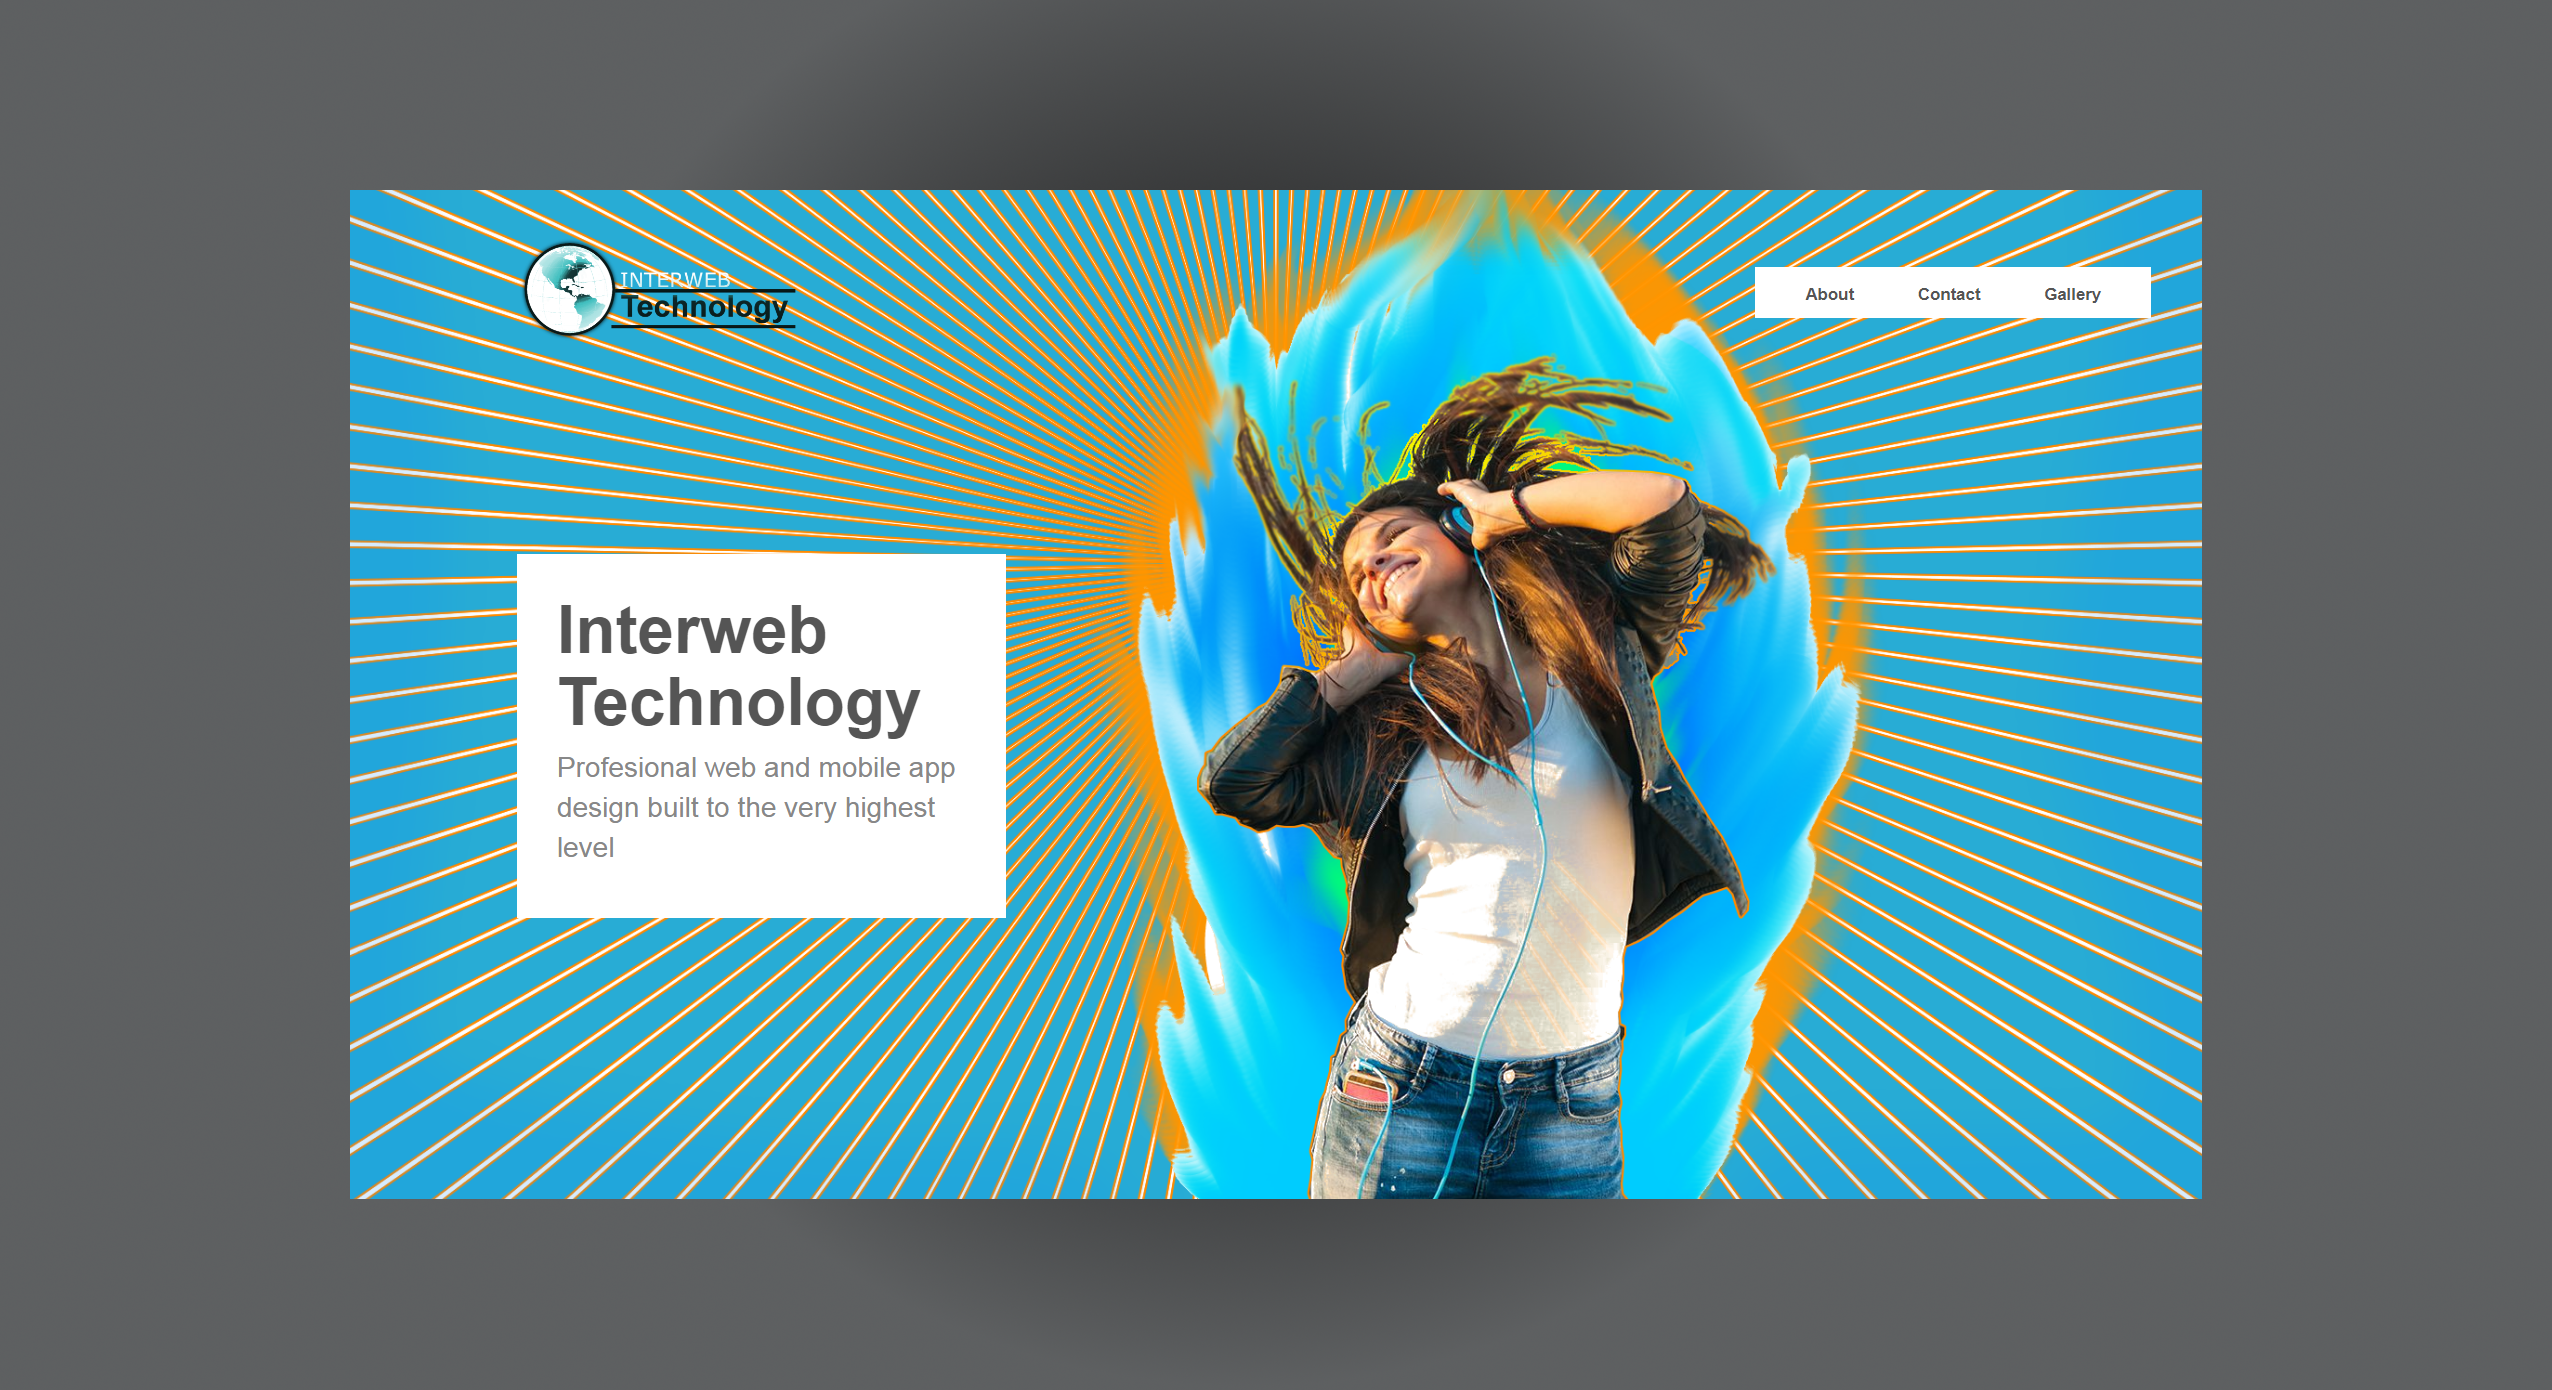 INTERWEB
Technology
About Contact Gallery
Interweb
Technology
Profesional web and mobile app
design built to the very highest
level